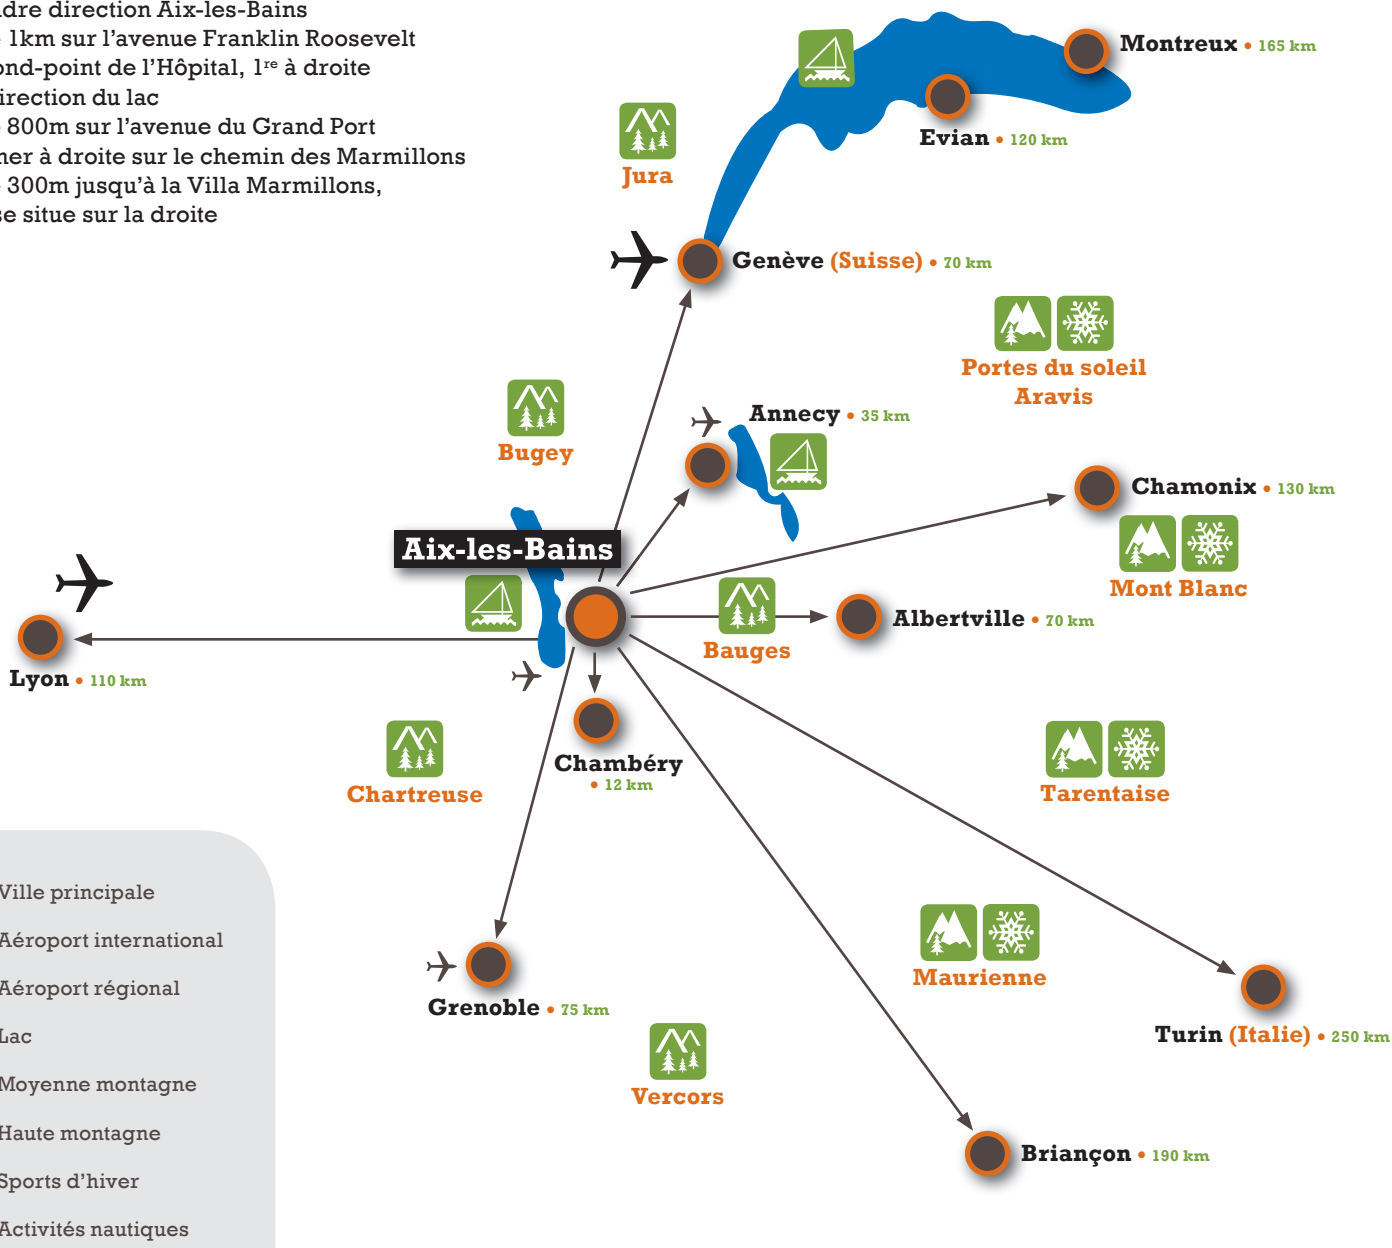 dre direction Aix-les-Bains
1km sur l'avenue Franklin Roosevelt
ond-point de l'Hôpital, 1re à droite
irection du lac
800m sur l'avenue du Grand Port
ner à droite sur le chemin des Marmillons
300m jusqu'à la Villa Marmillons,
se situe sur la droite
Montreux • 165 km
Evian • 120 km
Jura
Genève (Suisse) • 70 km
Portes du soleil
Aravis
Annecy • 35 km
Bugey
Chamonix • 130 km
Mont Blanc
Aix-les-Bains
Albertville • 70 km
Bauges
Lyon • 110 km
Chambéry
• 12 km
Chartreuse
Tarentaise
Maurienne
Grenoble • 75 km
Turin (Italie) • 250 km
Vercors
Briançon • 190 km
Ville principale
Aéroport international
Aéroport régional
Lac
Moyenne montagne
Haute montagne
Sports d'hiver
Activités nautiques